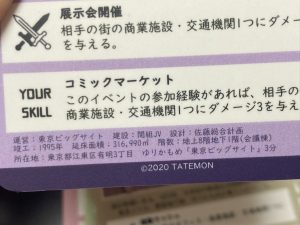 展示会開催
相手の街の商業施設・交通機関1つにダメージ
を与える。
YOUR
SKILL
コミックマーケット
このイベントの参加経験があれば、相手の
商業施設・交通機関1つにダメージ3を与え
運営：東京ビッグサイト 建設：間組JV 設計：佐藤総合計画
竣工：1995年 延床面積：316,990㎡ 階数：地上8階地下1階(会議棟)
所在地：東京都江東区有明3丁目 ゆりかもめ「東京ビッグサイト」3分
©2020 TATEMON